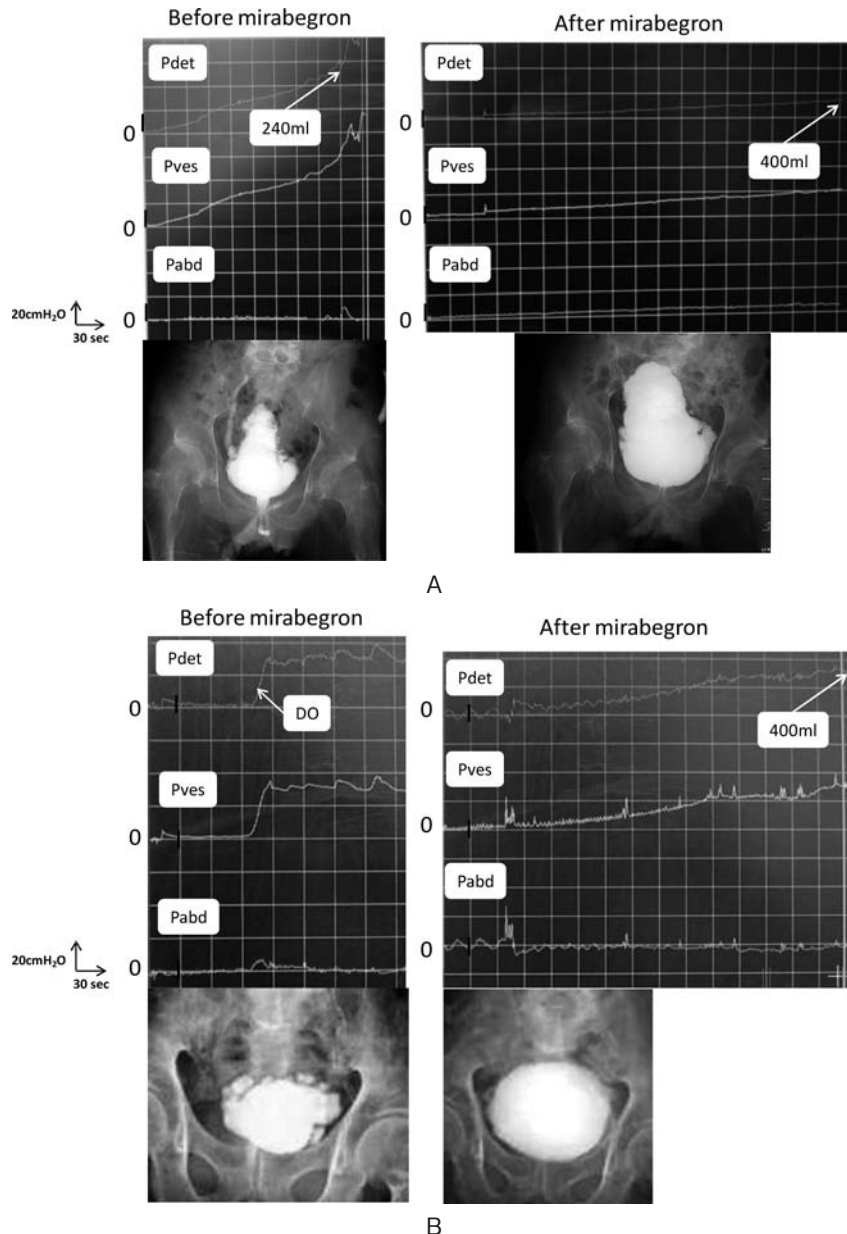 Before mirabegron
Pdet
240ml
0
Pves
0
Pabd
0
20cmH₂O
30 sec
After mirabegron
Pdet
0
400ml
Pves
0
Pabd
0
A
Before mirabegron
Pdet
0
DO
Pves
0
Pabd
0
20cmH₂O
30 sec
After mirabegron
Pdet
0
400ml
Pves
0
Pabd
0
B